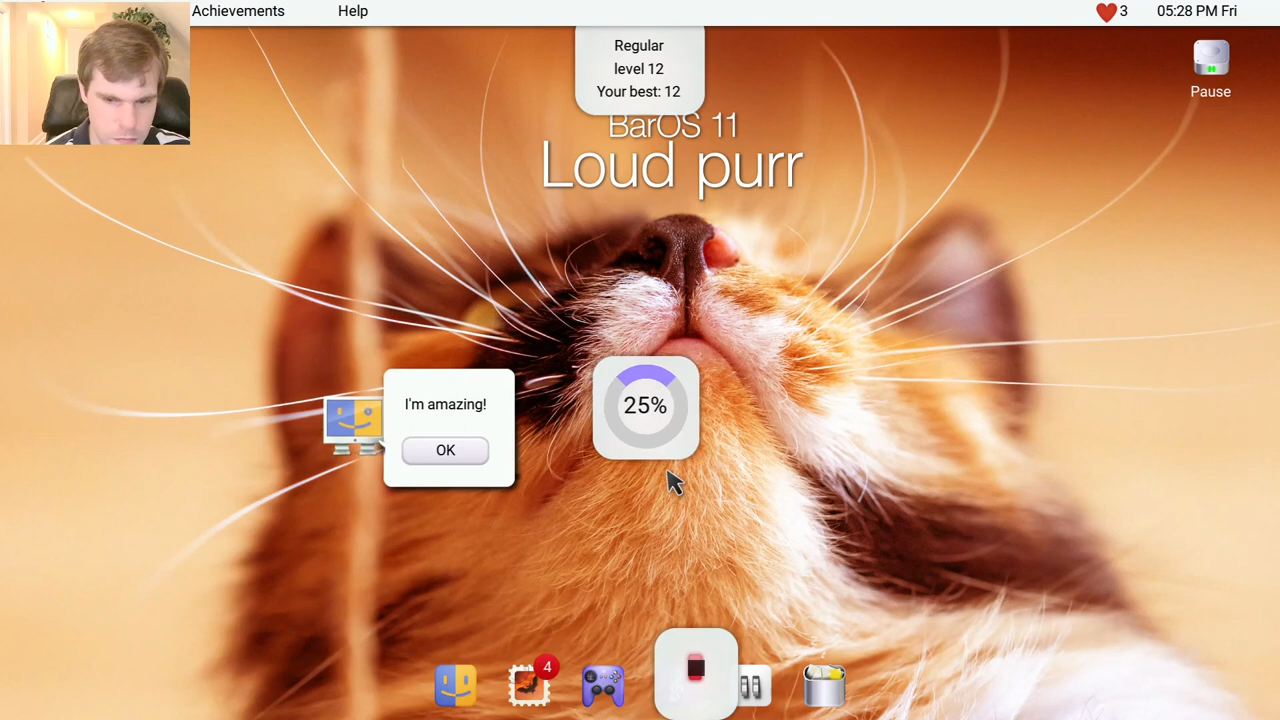 Achievements
Help
3
05:28 PM Fri
Regular
level 12
Your best: 12
Pause
BarOS 11
Loud purr
I'm amazing!
OK
25%
4